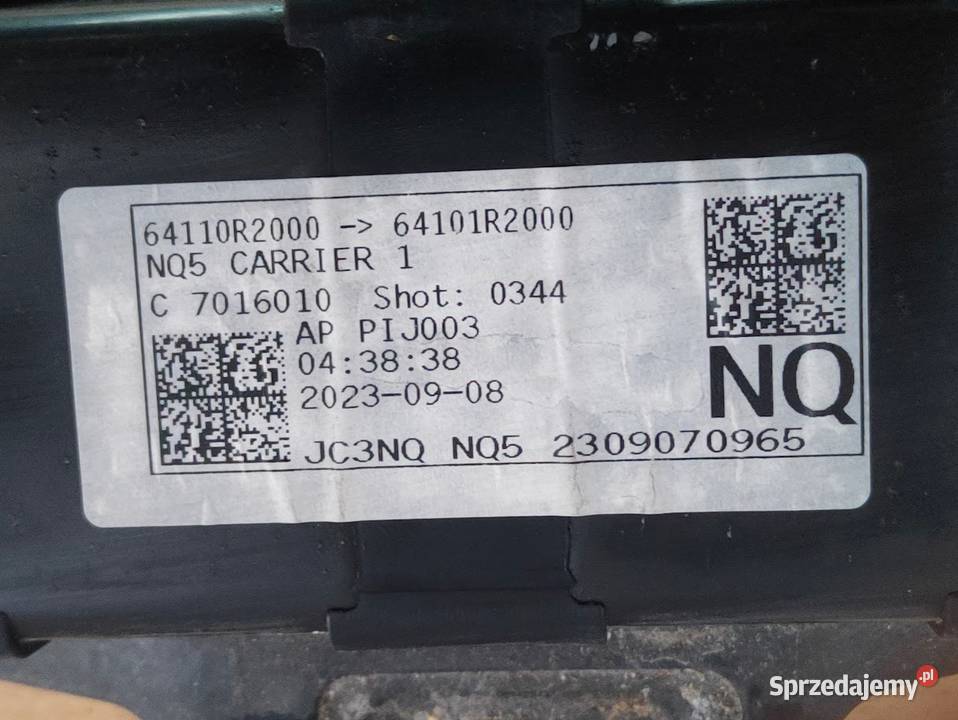 64110R2000 -> 64101R2000
NQ5 CARRIER 1
C 7016010 Shot: 0344
AP PIJ003
04:38:38
2023-09-08
NQ
JC3NQ NQ5 2309070965
Sprzedajemy.pl